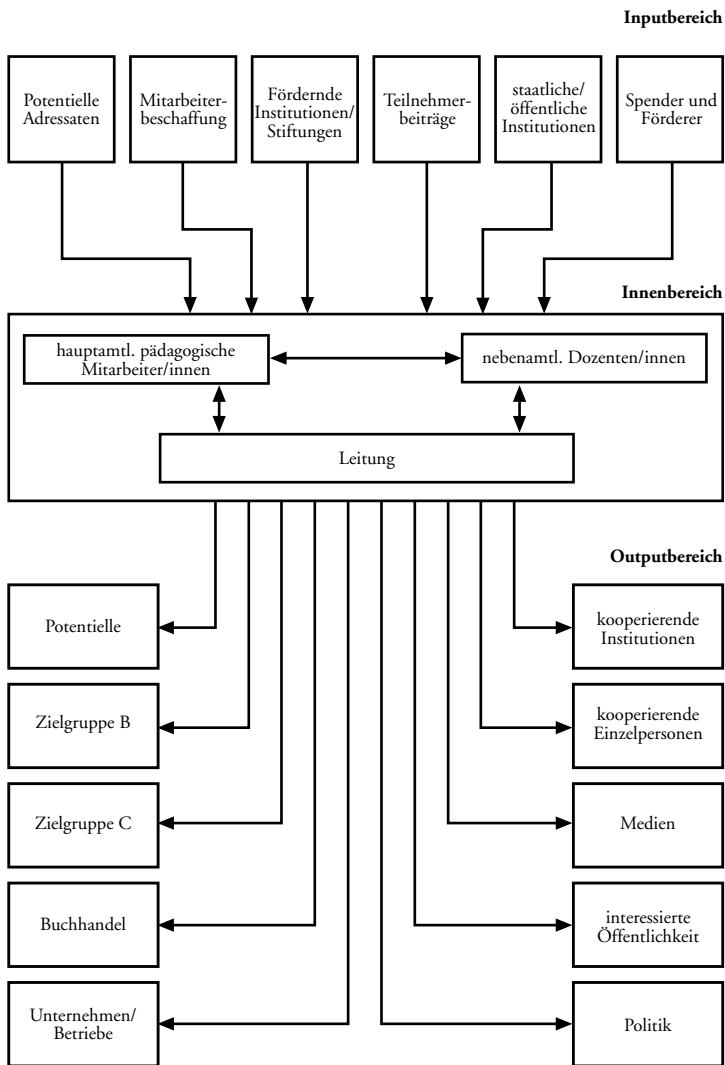 Inputbereich
Potentielle
Adressaten
Mitarbeiter-
beschaffung
Fördernde
Institutionen/
Stiftungen
Teilnehmer-
beiträge
staatliche/
öffentliche
Institutionen
Spender und
Förderer
Innenbereich
hauptamtl. pädagogische
Mitarbeiter/innen
nebenamtl. Dozenten/innen
Leitung
Outputbereich
Potentielle
kooperierende
Institutionen
Zielgruppe B
kooperierende
Einzelpersonen
Zielgruppe C
Medien
Buchhandel
interessierte
Öffentlichkeit
Unternehmen/
Betriebe
Politik